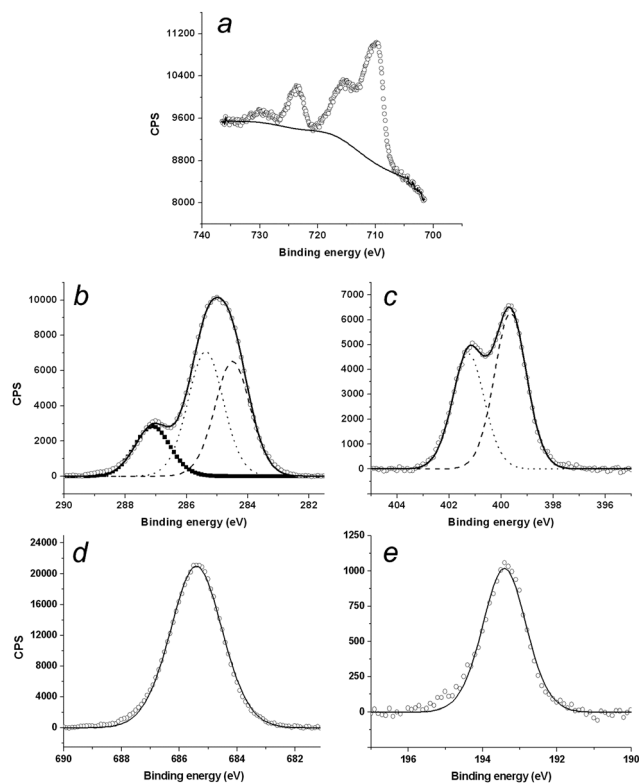 a
11200
10400
9600
8800
8000
CPS
740 730 720 710 700
Binding energy (eV)
b
10000
8000
6000
4000
2000
0
CPS
290 288 286 284 282
Binding energy (eV)
c
7000
6000
5000
4000
3000
2000
1000
0
404 402 400 398 396
Binding energy (eV)
d
24000
20000
16000
12000
8000
4000
0
CPS
690 688 686 684 682
Binding energy (eV)
e
1250
1000
750
500
250
0
196 194 192 190
Binding energy (eV)